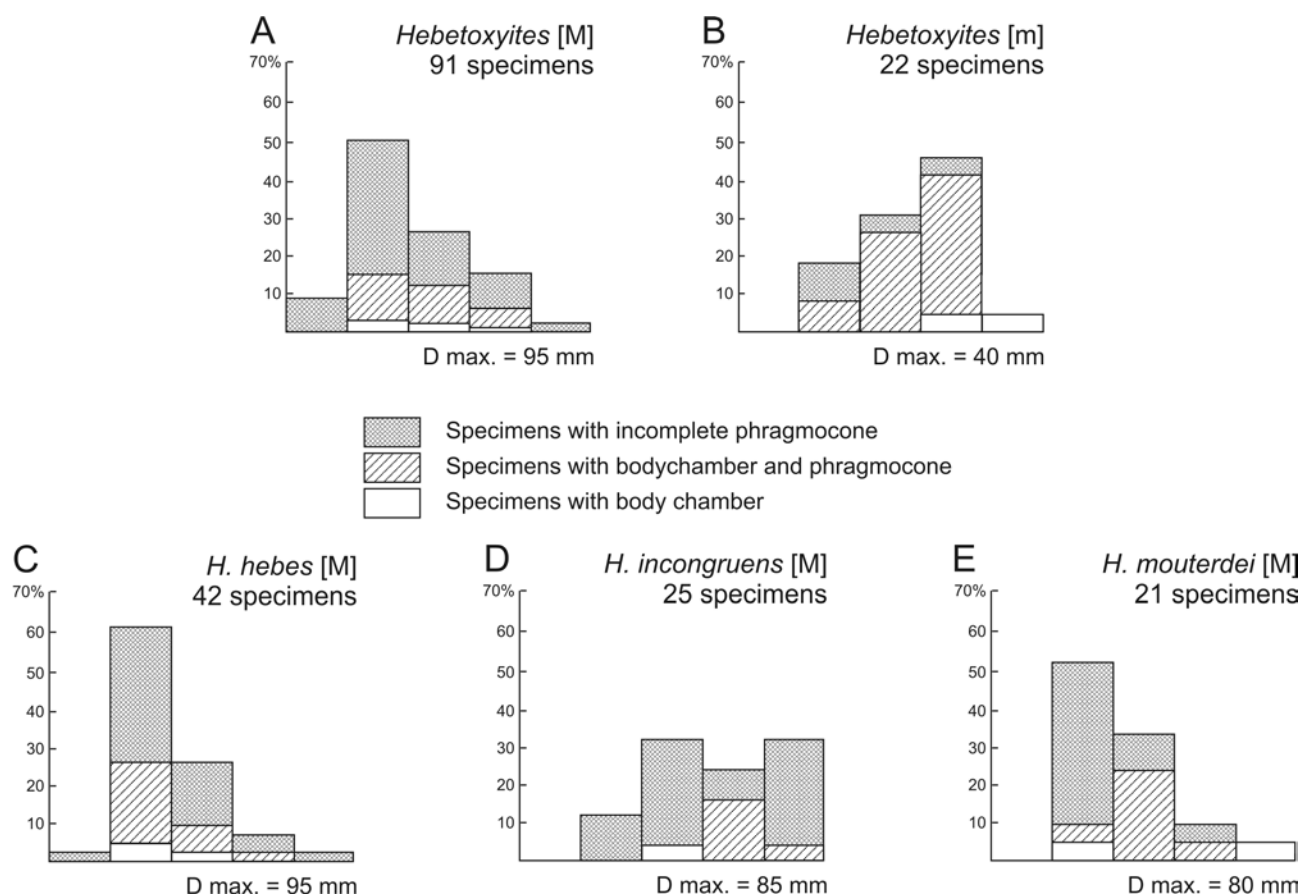 A
Hebetoxyites [M]
91 specimens
70%
60
50
40
30
20
10
D max. = 95 mm
B
Hebetoxyites [m]
22 specimens
70%
60
50
40
30
20
10
D max. = 40 mm
Specimens with incomplete phragmocone
Specimens with bodychamber and phragmocone
Specimens with body chamber
C
H. hebes [M]
42 specimens
70%
60
50
40
30
20
10
D max. = 95 mm
D
H. incongruens [M]
25 specimens
70%
60
50
40
30
20
10
D max. = 85 mm
E
H. mouterdei [M]
21 specimens
70%
60
50
40
30
20
10
D max. = 80 mm